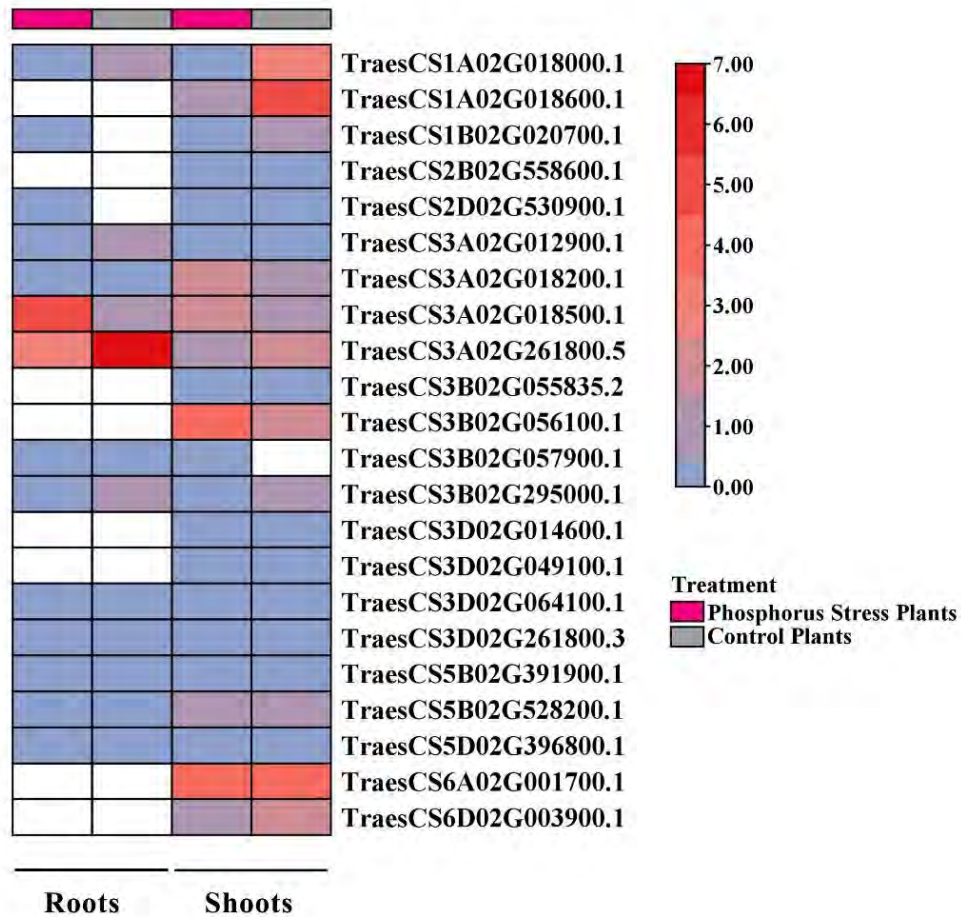 TraesCS1A02G018000.1
TraesCS1A02G018600.1
TraesCS1B02G020700.1
TraesCS2B02G558600.1
TraesCS2D02G530900.1
TraesCS3A02G012900.1
TraesCS3A02G018200.1
TraesCS3A02G018500.1
TraesCS3A02G261800.5
TraesCS3B02G055835.2
TraesCS3B02G056100.1
TraesCS3B02G057900.1
TraesCS3B02G295000.1
TraesCS3D02G014600.1
TraesCS3D02G049100.1
TraesCS3D02G064100.1
TraesCS3D02G261800.3
TraesCS5B02G391900.1
TraesCS5B02G528200.1
TraesCS5D02G396800.1
TraesCS6A02G001700.1
TraesCS6D02G003900.1
7.00
6.00
5.00
4.00
3.00
2.00
1.00
0.00
Treatment
Phosphorus Stress Plants
Control Plants
Roots Shoots